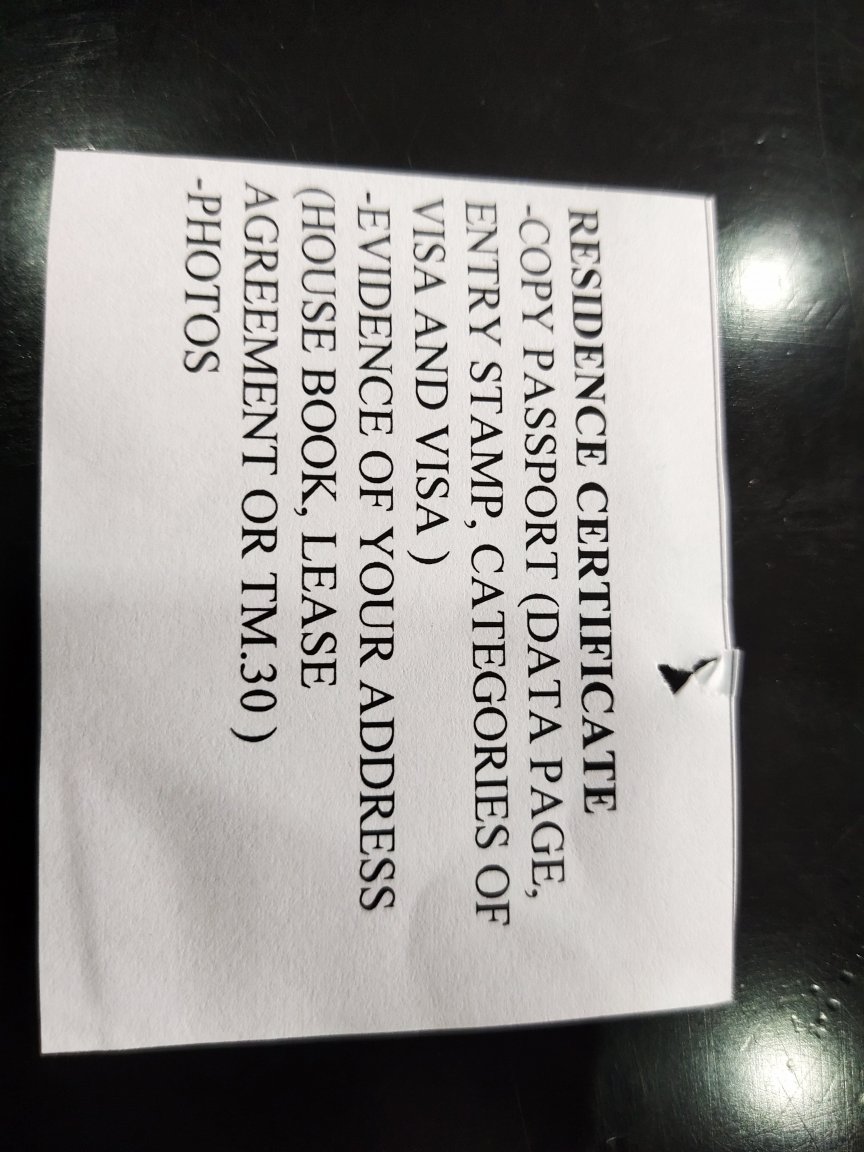 RESIDENCE CERTIFICATE
-COPY PASSPORT (DATA PAGE,
ENTRY STAMP, CATEGORIES OF
VISA AND VISA )
-EVIDENCE OF YOUR ADDRESS
(HOUSE BOOK, LEASE
AGREEMENT OR TM.30 )
-PHOTOS